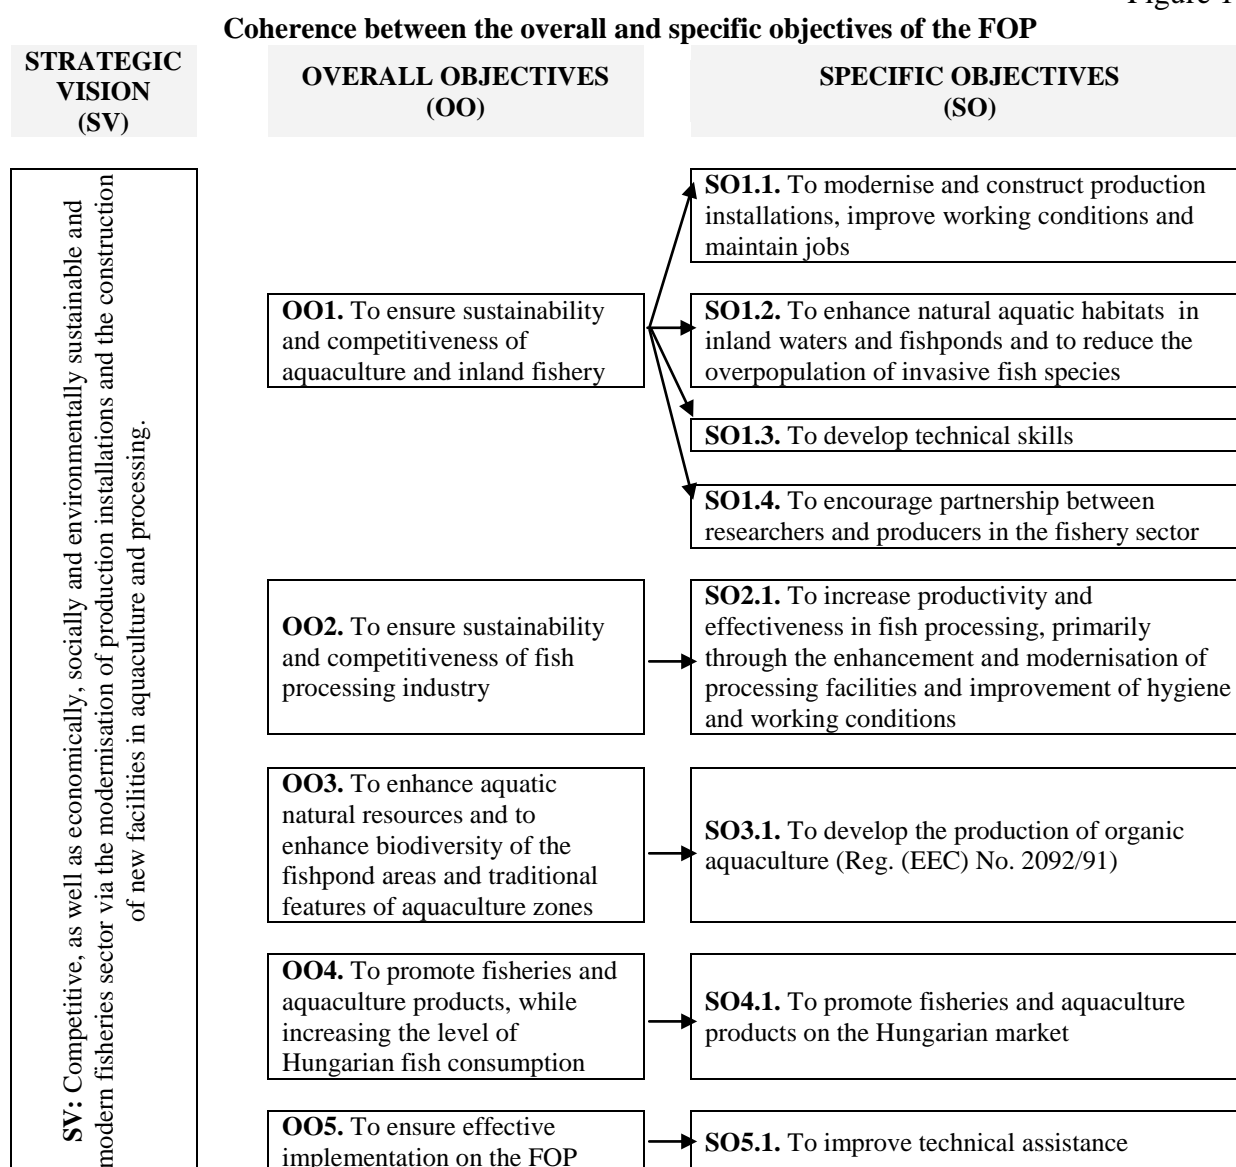 Figure 1
Coherence between the overall and specific objectives of the FOP
STRATEGIC
VISION
(SV)
OVERALL OBJECTIVES
(OO)
SPECIFIC OBJECTIVES
(SO)
SV: Competitive, as well as economically, socially and environmentally sustainable and
modern fisheries sector via the modernisation of production installations and the construction
of new facilities in aquaculture and processing.
OO1. To ensure sustainability
and competitiveness of
aquaculture and inland fishery
SO1.1. To modernise and construct production
installations, improve working conditions and
maintain jobs
SO1.2. To enhance natural aquatic habitats in
inland waters and fishponds and to reduce the
overpopulation of invasive fish species
SO1.3. To develop technical skills
SO1.4. To encourage partnership between
researchers and producers in the fishery sector
OO2. To ensure sustainability
and competitiveness of fish
processing industry
SO2.1. To increase productivity and
effectiveness in fish processing, primarily
through the enhancement and modernisation of
processing facilities and improvement of hygiene
and working conditions
OO3. To enhance aquatic
natural resources and to
enhance biodiversity of the
fishpond areas and traditional
features of aquaculture zones
SO3.1. To develop the production of organic
aquaculture (Reg. (EEC) No. 2092/91)
OO4. To promote fisheries and
aquaculture products, while
increasing the level of
Hungarian fish consumption
SO4.1. To promote fisheries and aquaculture
products on the Hungarian market
OO5. To ensure effective
implementation on the FOP
SO5.1. To improve technical assistance